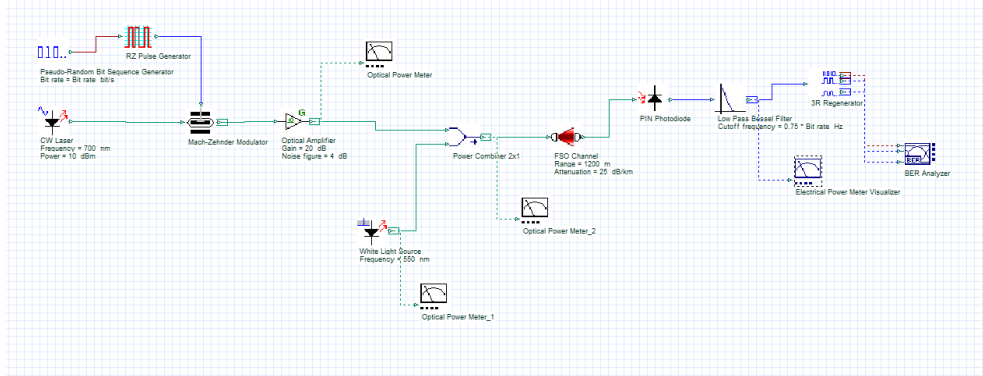 RZ Pulse Generator
Pseudo-Random Bit Sequence Generator
Bit rate = Bit rate bit/s
CW Laser
Frequency = 700 nm
Power = 10 dBm
Mach-Zehnder Modulator
G
Optical Amplifier
Gain = 20 dB
Noise figure = 4 dB
Optical Power Meter
Power Combiner 2x1
FSO Channel
Range = 1200 m
Attenuation = 25 dB/km
PIN Photodiode
Low Pass Bessel Filter
Cutoff frequency = 0.75 * Bit rate Hz
3R Regenerator
BER
BER Analyzer
Electrical Power Meter Visualizer
Optical Power Meter_2
White Light Source
Frequency = 550 nm
Optical Power Meter_1